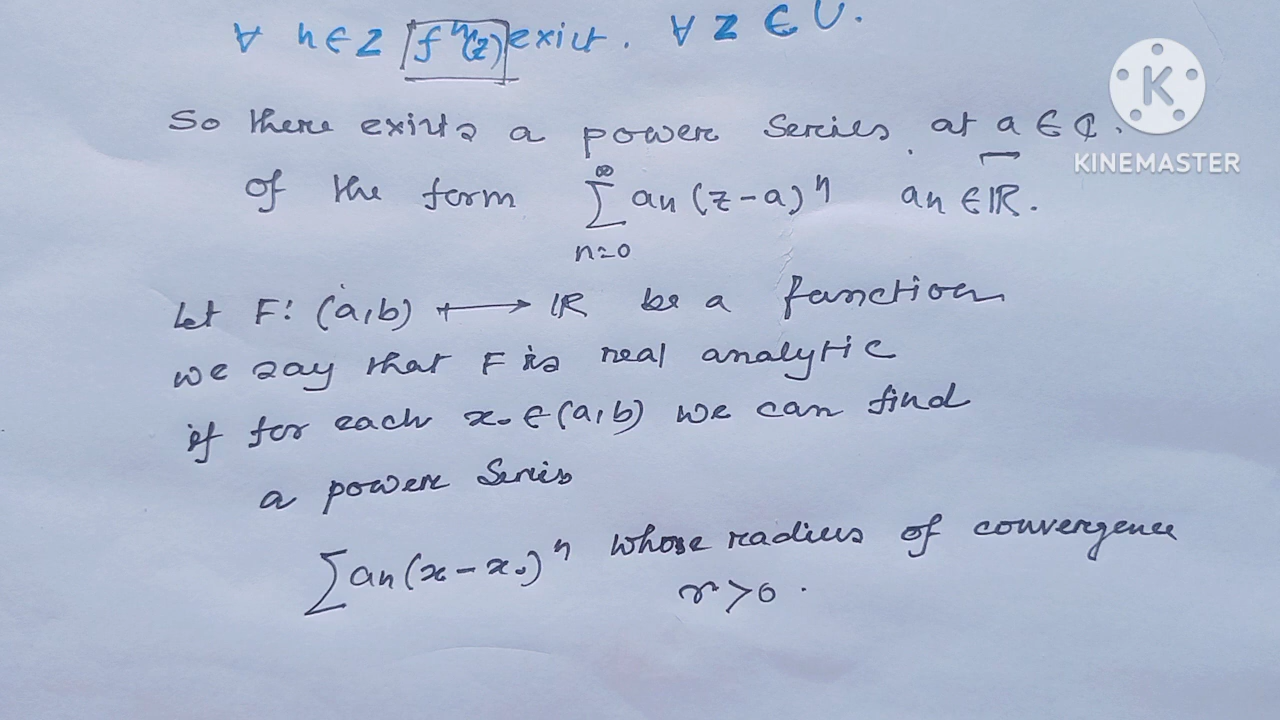 ∀ n ∈ Z f^n(z) exist. ∀ z ∈ U.
So there exists a power series at a ∈ ℂ.
of the form ∑_{n=0}^{∞} an (z-a)^n an ∈ ℝ.
KINEMASTER
Let F: (a,b) ⟼ ℝ be a function
we say that F is real analytic
if for each x₀ ∈ (a,b) we can find
a power series
∑ an (x-x₀)^n whose radius of convergence
r > 0.